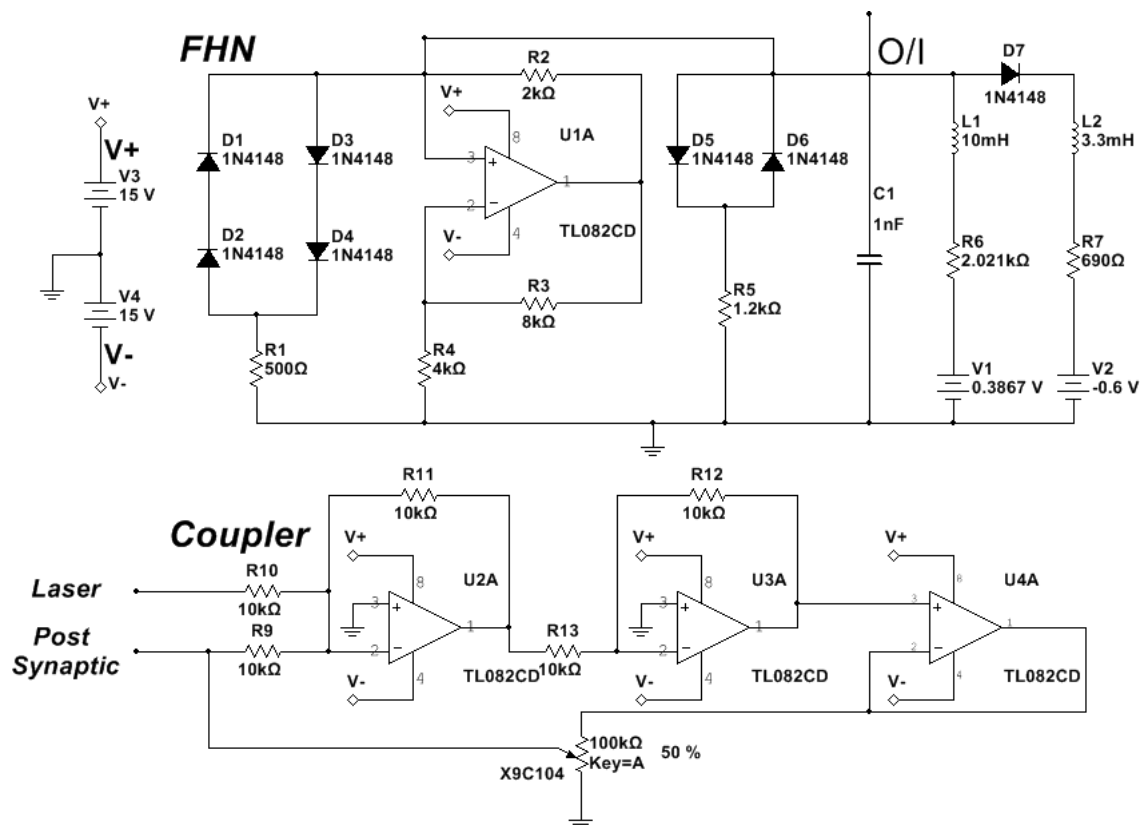 FHN
O/I
R2
2kΩ
D7
1N4148
V+
V+
V3
15 V
V4
15 V
V-
V-
D1
1N4148
D3
1N4148
D2
1N4148
D4
1N4148
R1
500Ω
V+
8
U1A
3
+
1
2
−
4
V-
TL082CD
R3
8kΩ
R4
4kΩ
D5
1N4148
D6
1N4148
R5
1.2kΩ
C1
1nF
L1
10mH
L2
3.3mH
R6
2.021kΩ
R7
690Ω
V1
0.3867 V
V2
-0.6 V
Coupler
Laser
Post
Synaptic
R11
10kΩ
R10
10kΩ
R9
10kΩ
V+
8
U2A
3
+
1
2
−
4
V-
TL082CD
R12
10kΩ
R13
10kΩ
V+
8
U3A
3
+
1
2
−
4
V-
TL082CD
V+
8
U4A
3
+
1
2
−
4
V-
TL082CD
100kΩ
Key=A
50 %
X9C104